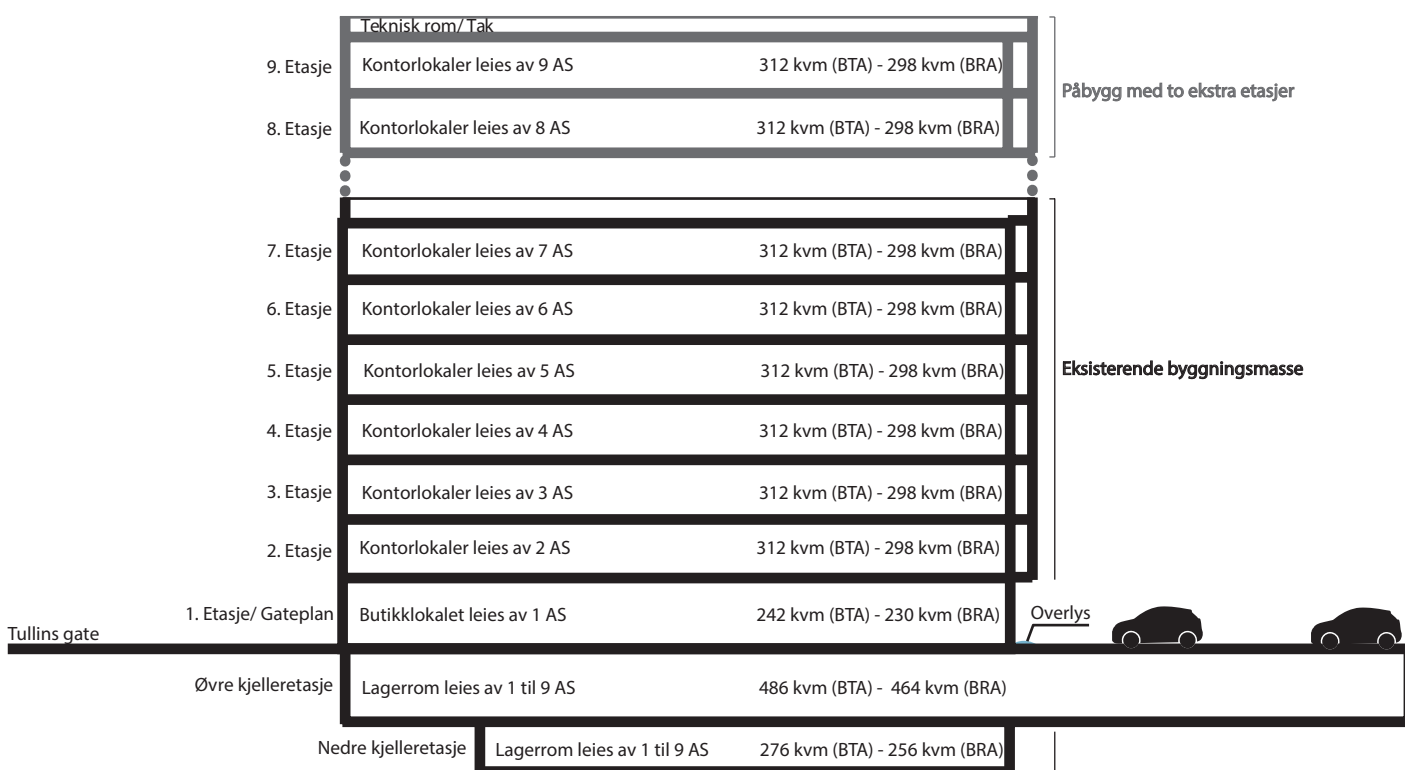 Teknisk rom/ Tak
9. Etasje Kontorlokaler leies av 9 AS 312 kvm (BTA) - 298 kvm (BRA)
Påbygg med to ekstra etasjer
8. Etasje Kontorlokaler leies av 8 AS 312 kvm (BTA) - 298 kvm (BRA)
7. Etasje Kontorlokaler leies av 7 AS 312 kvm (BTA) - 298 kvm (BRA)
6. Etasje Kontorlokaler leies av 6 AS 312 kvm (BTA) - 298 kvm (BRA)
5. Etasje Kontorlokaler leies av 5 AS 312 kvm (BTA) - 298 kvm (BRA)
Eksisterende byggningsmasse
4. Etasje Kontorlokaler leies av 4 AS 312 kvm (BTA) - 298 kvm (BRA)
3. Etasje Kontorlokaler leies av 3 AS 312 kvm (BTA) - 298 kvm (BRA)
2. Etasje Kontorlokaler leies av 2 AS 312 kvm (BTA) - 298 kvm (BRA)
1. Etasje/ Gateplan Butikklokalet leies av 1 AS 242 kvm (BTA) - 230 kvm (BRA)
Overlys
Tullins gate
Øvre kjelleretasje Lagerrom leies av 1 til 9 AS 486 kvm (BTA) - 464 kvm (BRA)
Nedre kjelleretasje Lagerrom leies av 1 til 9 AS 276 kvm (BTA) - 256 kvm (BRA)